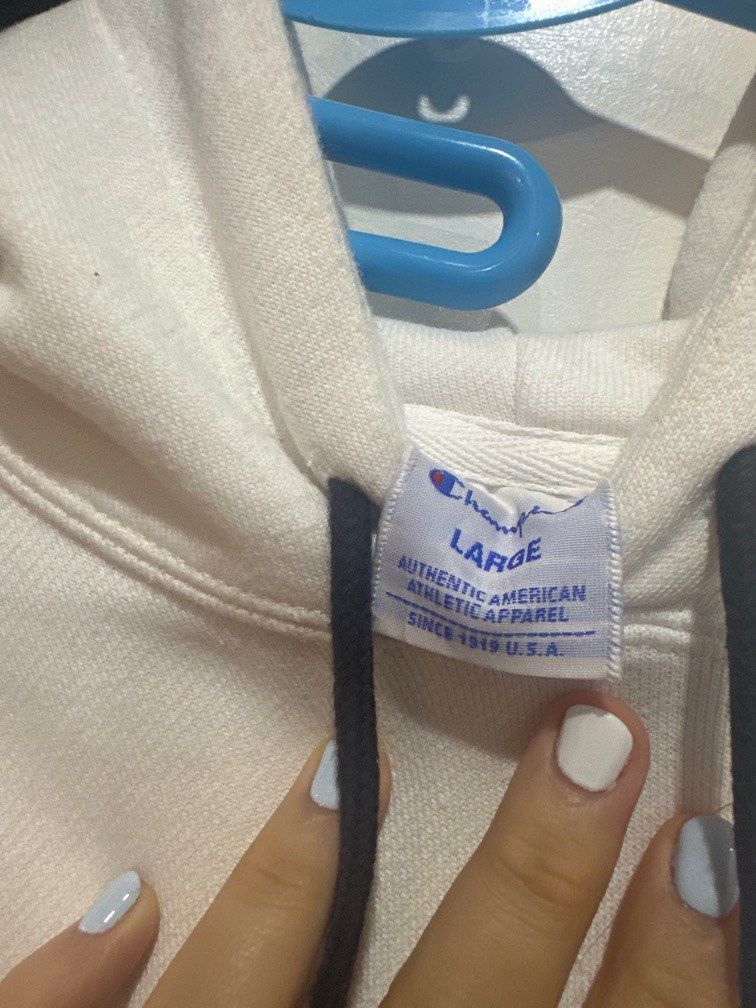 Champion
LARGE
AUTHENTIC AMERICAN
ATHLETIC APPAREL
SINCE 1919 U.S.A.